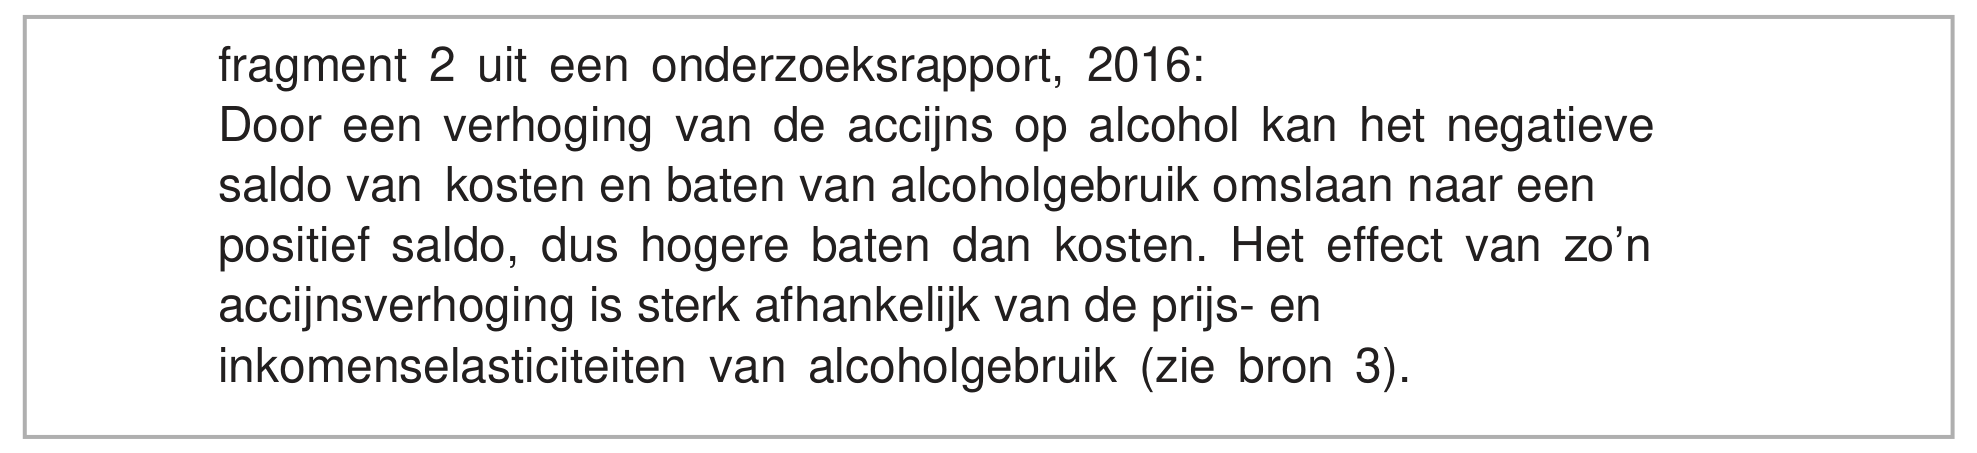 fragment 2 uit een onderzoeksrapport, 2016:
Door een verhoging van de accijns op alcohol kan het negatieve
saldo van kosten en baten van alcoholgebruik omslaan naar een
positief saldo, dus hogere baten dan kosten. Het effect van zo’n
accijnsverhoging is sterk afhankelijk van de prijs- en
inkomenselasticiteiten van alcoholgebruik (zie bron 3).